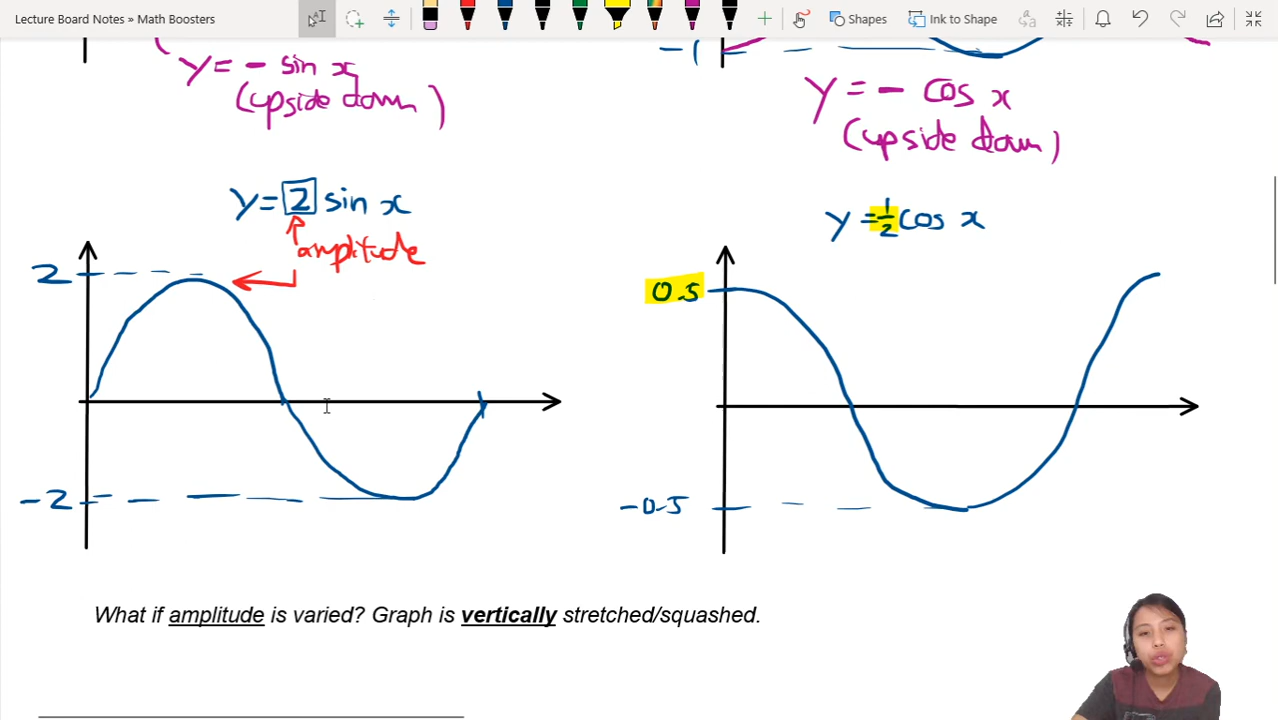 Lecture Board Notes » Math Boosters
Shapes
Ink to Shape
y = - sin x
(upside down)
-1
y = - cos x
(upside down)
y = 2 sin x
amplitude
2
-2
y = 1/2 cos x
0.5
-0.5
What if amplitude is varied? Graph is vertically stretched/squashed.